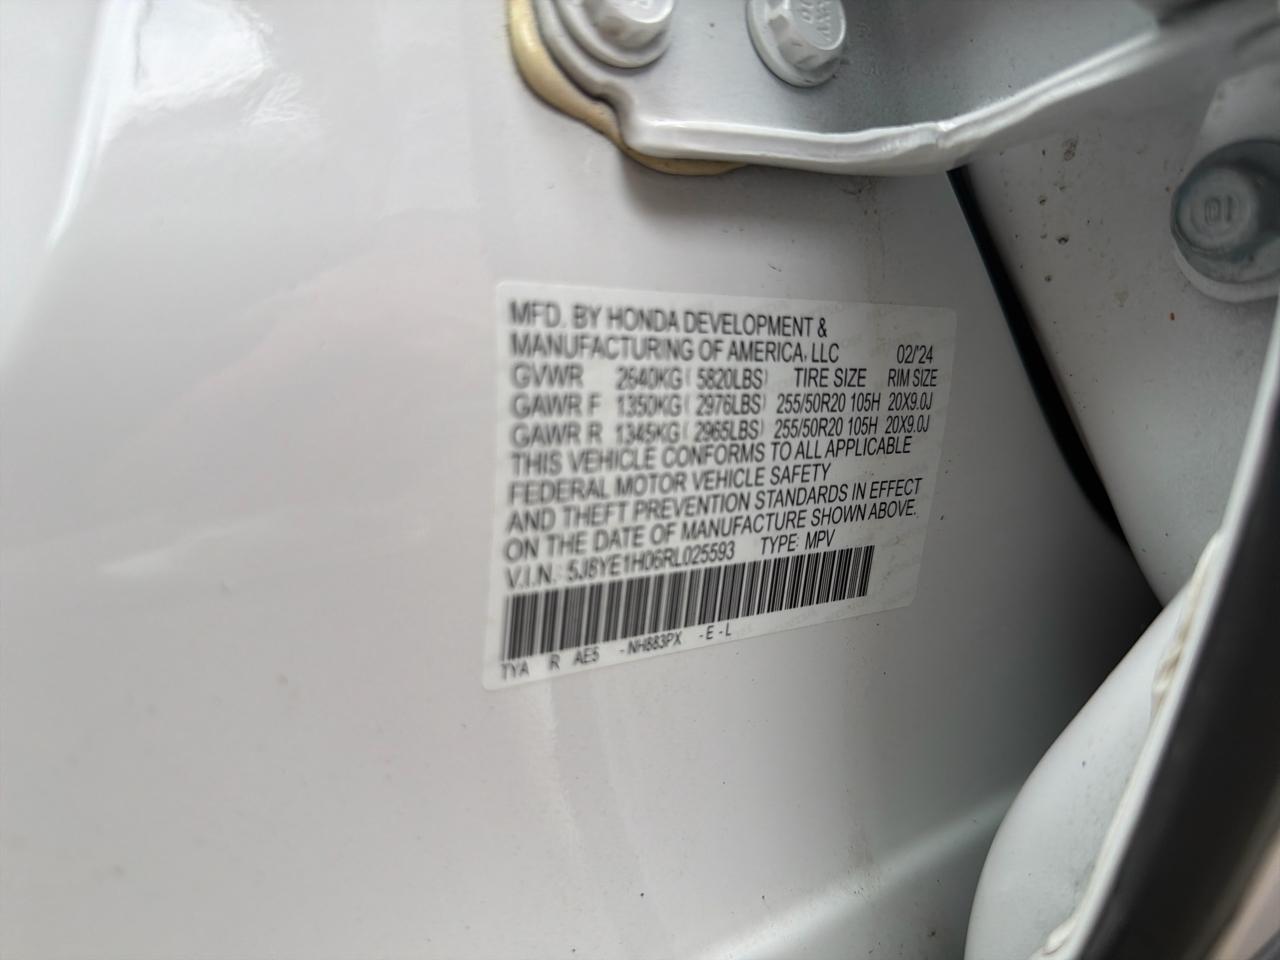 MFD. BY HONDA DEVELOPMENT &
MANUFACTURING OF AMERICA, LLC 02/'24
GVWR 2640KG ( 5820LBS) TIRE SIZE RIM SIZE
GAWR F 1350KG ( 2976LBS) 255/50R20 105H 20X9.0J
GAWR R 1345KG ( 2965LBS) 255/50R20 105H 20X9.0J
THIS VEHICLE CONFORMS TO ALL APPLICABLE
FEDERAL MOTOR VEHICLE SAFETY
AND THEFT PREVENTION STANDARDS IN EFFECT
ON THE DATE OF MANUFACTURE SHOWN ABOVE.
V.I.N. : 5J8YE1H06RL025593 TYPE: MPV
TYA R AE5 -NH883PX -E -L